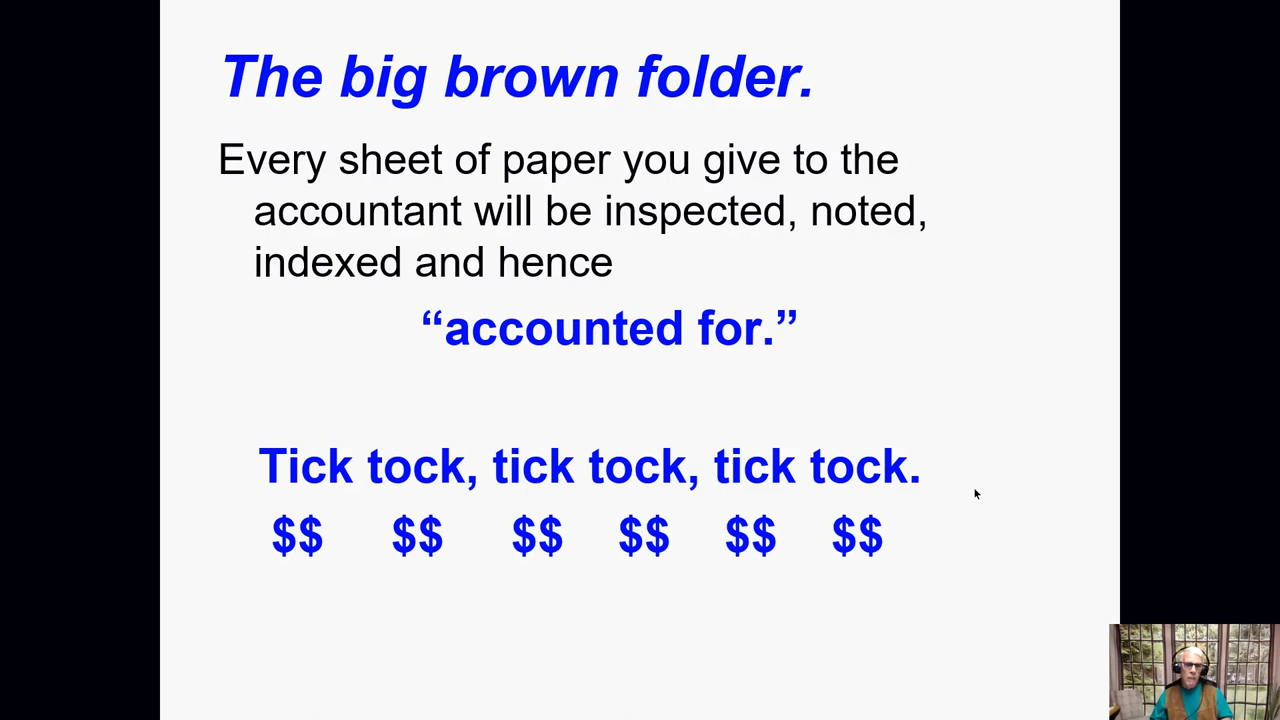 The big brown folder.
Every sheet of paper you give to the
accountant will be inspected, noted,
indexed and hence
“accounted for.”
Tick tock, tick tock, tick tock.
$$ $$ $$ $$ $$ $$